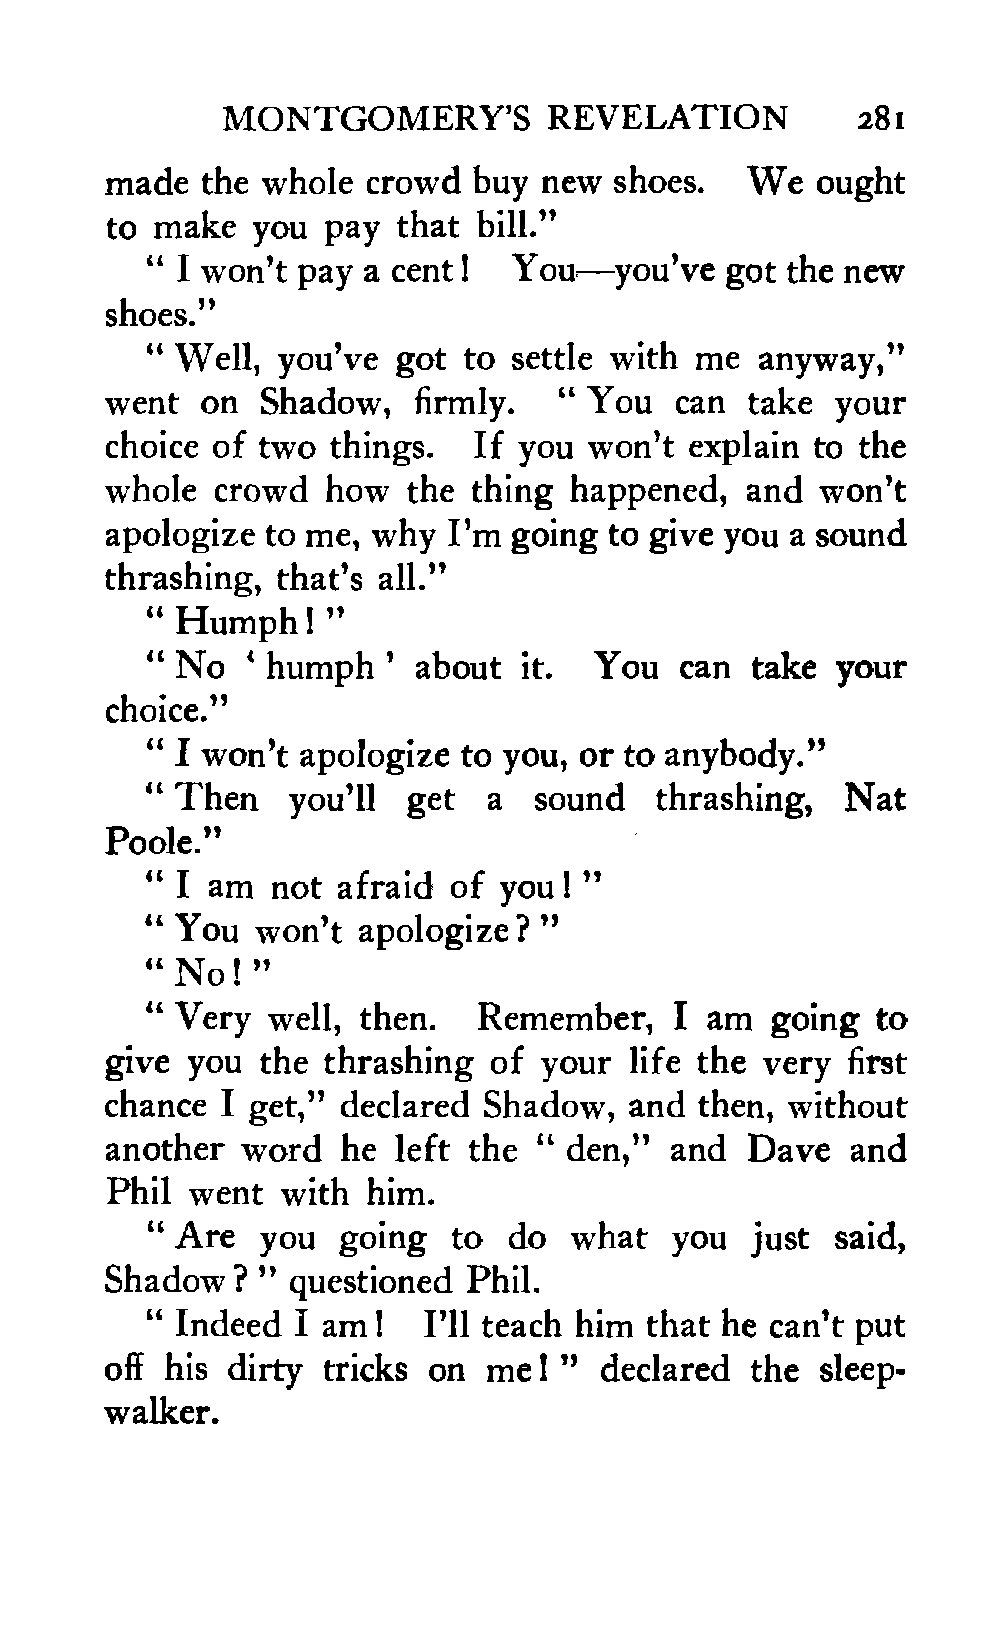 MONTGOMERY'S REVELATION 281
made the whole crowd buy new shoes. We ought
to make you pay that bill."
" I won't pay a cent! You—you've got the new
shoes."
" Well, you've got to settle with me anyway,"
went on Shadow, firmly. " You can take your
choice of two things. If you won't explain to the
whole crowd how the thing happened, and won't
apologize to me, why I'm going to give you a sound
thrashing, that's all."
" Humph! "
" No ' humph ' about it. You can take your
choice."
" I won't apologize to you, or to anybody."
" Then you'll get a sound thrashing, Nat
Poole."
" I am not afraid of you! "
" You won't apologize? "
" No! "
" Very well, then. Remember, I am going to
give you the thrashing of your life the very first
chance I get," declared Shadow, and then, without
another word he left the " den," and Dave and
Phil went with him.
" Are you going to do what you just said,
Shadow? " questioned Phil.
" Indeed I am! I'll teach him that he can't put
off his dirty tricks on me! " declared the sleep-
walker.